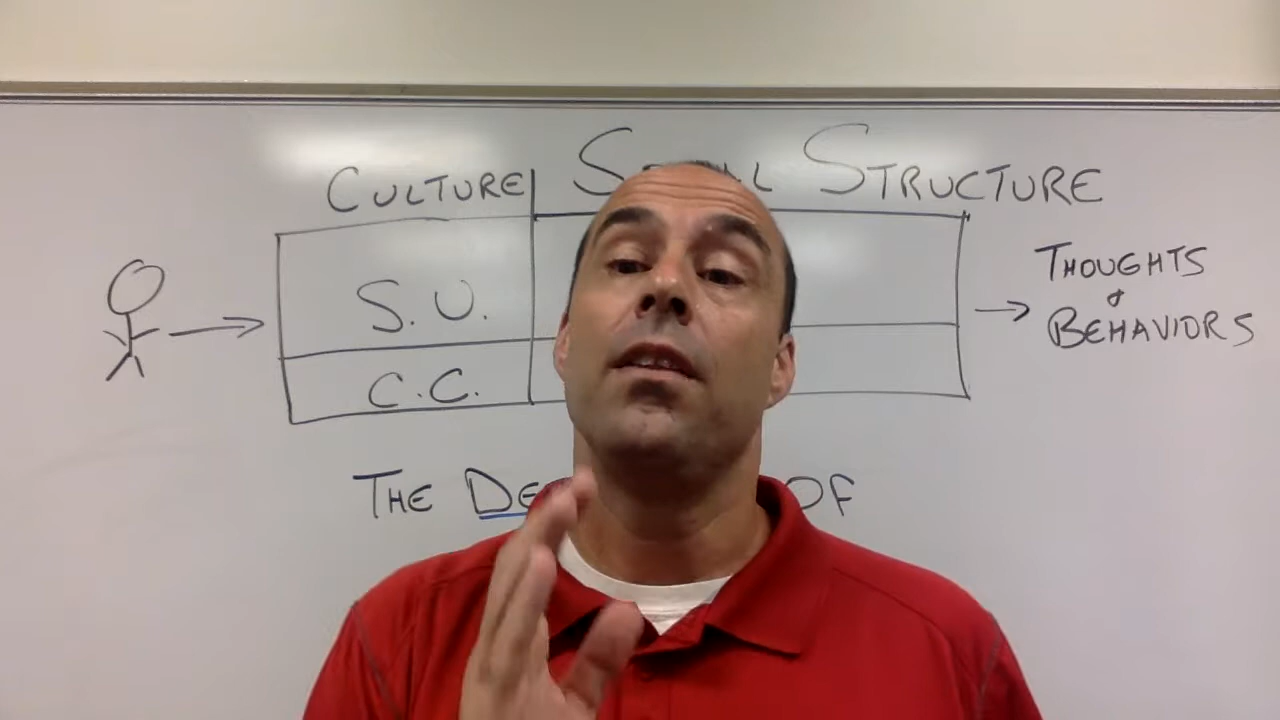 CULTURE STRUCTURE
THOUGHTS
&
BEHAVIORS
S.U.
C.C.
THE OF